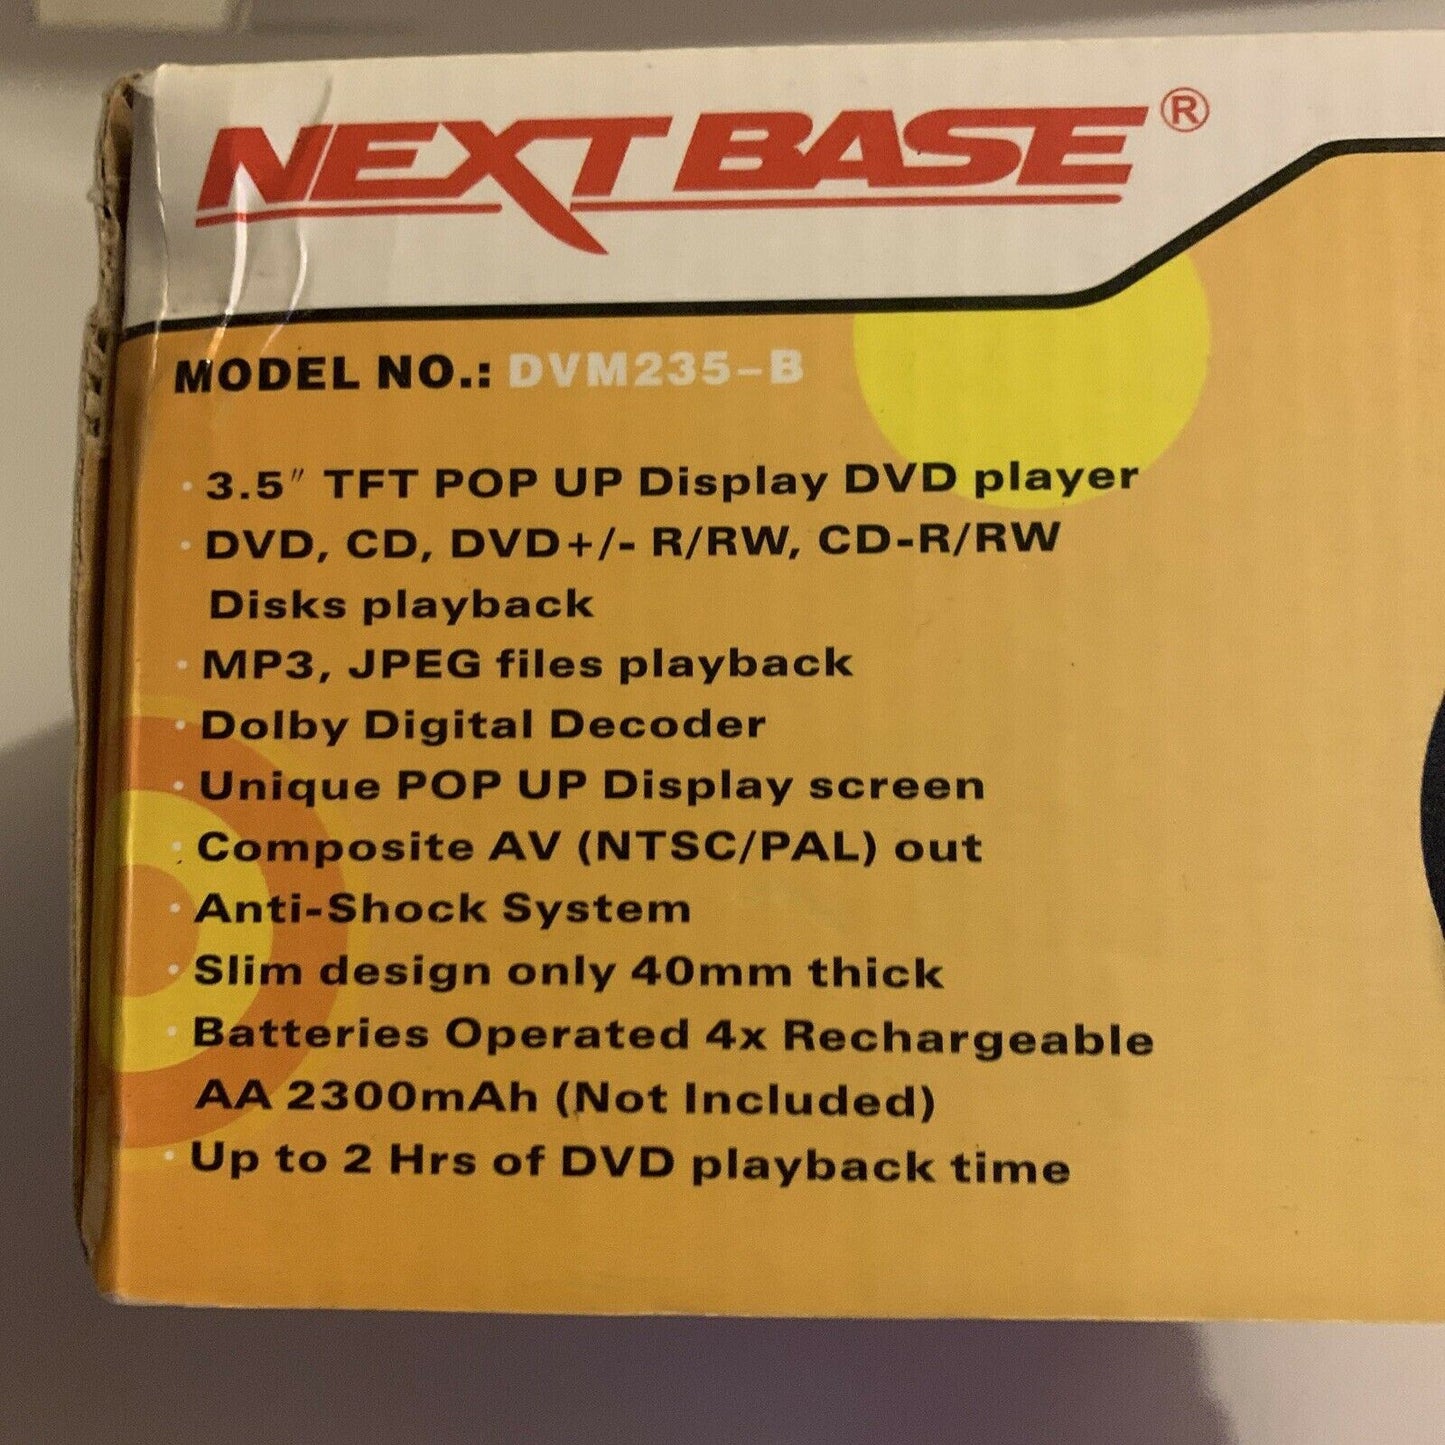 NEXTBASE®
MODEL NO.: DVM235-B
· 3.5" TFT POP UP Display DVD player
· DVD, CD, DVD+/- R/RW, CD-R/RW
Disks playback
· MP3, JPEG files playback
· Dolby Digital Decoder
· Unique POP UP Display screen
· Composite AV (NTSC/PAL) out
· Anti-Shock System
· Slim design only 40mm thick
· Batteries Operated 4x Rechargeable
AA 2300mAh (Not Included)
· Up to 2 Hrs of DVD playback time